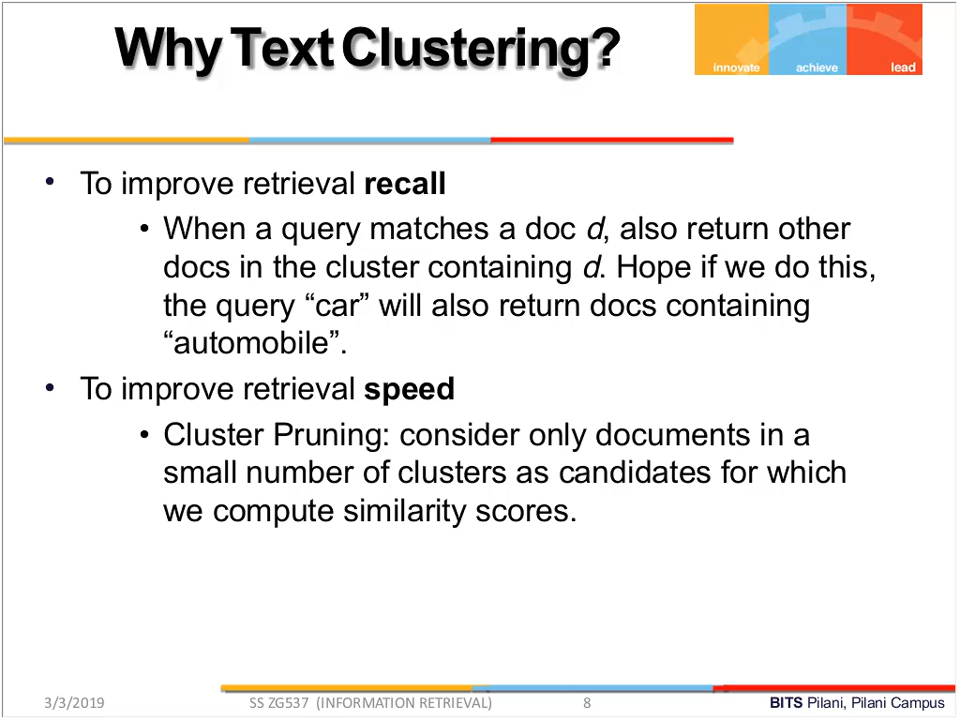 Why Text Clustering?
innovate achieve lead
• To improve retrieval recall
• When a query matches a doc d, also return other
docs in the cluster containing d. Hope if we do this,
the query “car” will also return docs containing
“automobile”.
• To improve retrieval speed
• Cluster Pruning: consider only documents in a
small number of clusters as candidates for which
we compute similarity scores.
3/3/2019 SS ZG537 (INFORMATION RETRIEVAL) 8 BITS Pilani, Pilani Campus